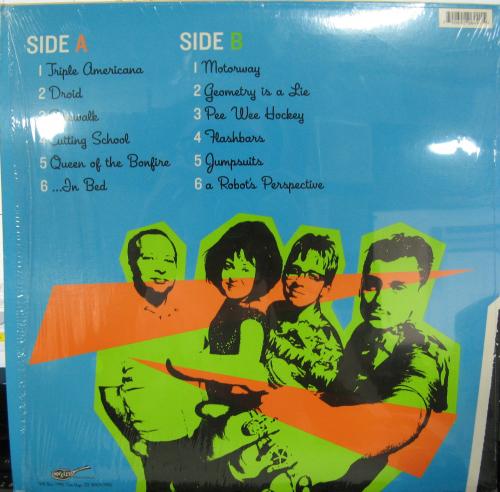 SIDE A
1 Triple Americana
2 Droid
4 Cutting School
5 Queen of the Bonfire
6 ...In Bed
SIDE B
1 Motorway
2 Geometry is a Lie
3 Pee Wee Hockey
4 Flashbars
5 Jumpsuits
6 a Robot's Perspective